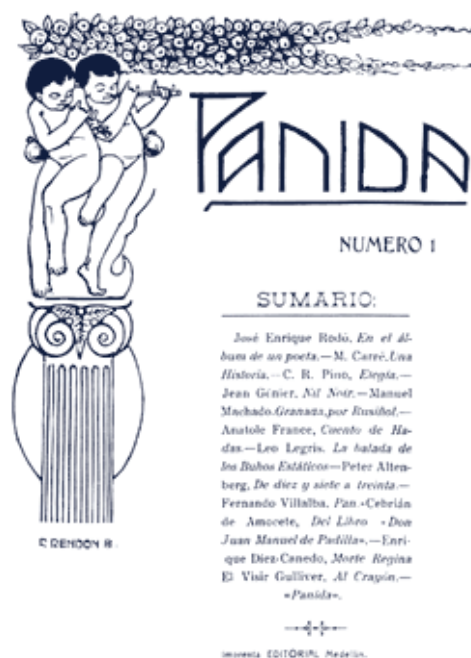 PANIDA
NUMERO 1
SUMARIO:
José Enrique Rodó. En el ál-
bum de un poeta.—M. Carré. Una
Historia.—C. R. Pino, Elegía.—
Jean Génier, Nil Noir.—Manuel
Machado. Granada, por Rusiñol.—
Anatole France, Cuento de Ha-
das.—Leo Legris. La balada de
los Buhos Estáticos—Peter Alten-
berg, De diez y siete a treinta.—
Fernando Villalba, Pan.-Cebrián
de Amocete, Del Libro «Don
Juan Manuel de Padilla».—Enri-
que Diez-Canedo, Morte Regina
El Visir Gulliver, Al Crayón.—
«Panida».
RENDON R.
Imprenta EDITORIAL Medellín.